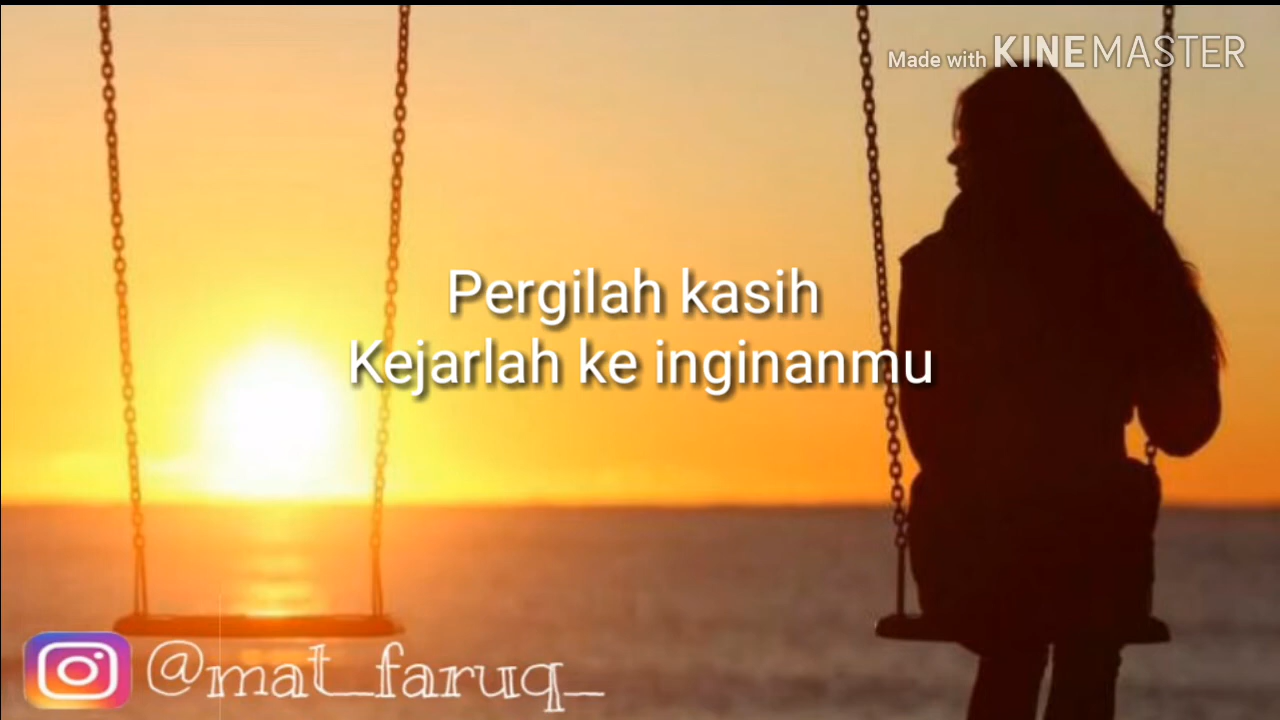 Made with KINEMASTER
Pergilah kasih
Kejarlah ke inginanmu
@mat_faruq_